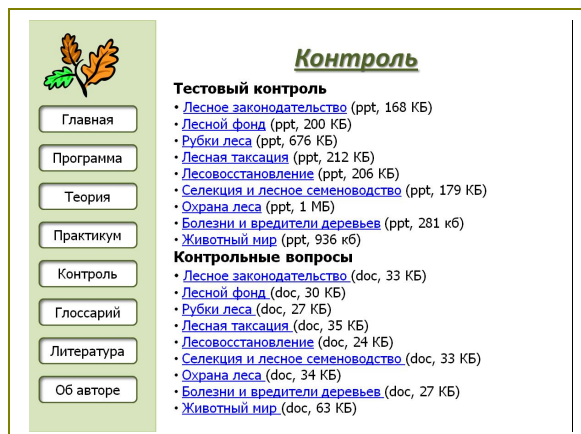 Контроль
Главная
Программа
Теория
Практикум
Контроль
Глоссарий
Литература
Об авторе
Тестовый контроль
• Лесное законодательство (ppt, 168 КБ)
• Лесной фонд (ppt, 200 КБ)
• Рубки леса (ppt, 676 КБ)
• Лесная таксация (ppt, 212 КБ)
• Лесовосстановление (ppt, 206 КБ)
• Селекция и лесное семеноводство (ppt, 179 КБ)
• Охрана леса (ppt, 1 МБ)
• Болезни и вредители деревьев (ppt, 281 кб)
• Животный мир (ppt, 936 кб)
Контрольные вопросы
• Лесное законодательство (doc, 33 КБ)
• Лесной фонд (doc, 30 КБ)
• Рубки леса (doc, 27 КБ)
• Лесная таксация (doc, 35 КБ)
• Лесовосстановление (doc, 24 КБ)
• Селекция и лесное семеноводство (doc, 33 КБ)
• Охрана леса (doc, 34 КБ)
• Болезни и вредители деревьев (doc, 27 КБ)
• Животный мир (doc, 63 КБ)